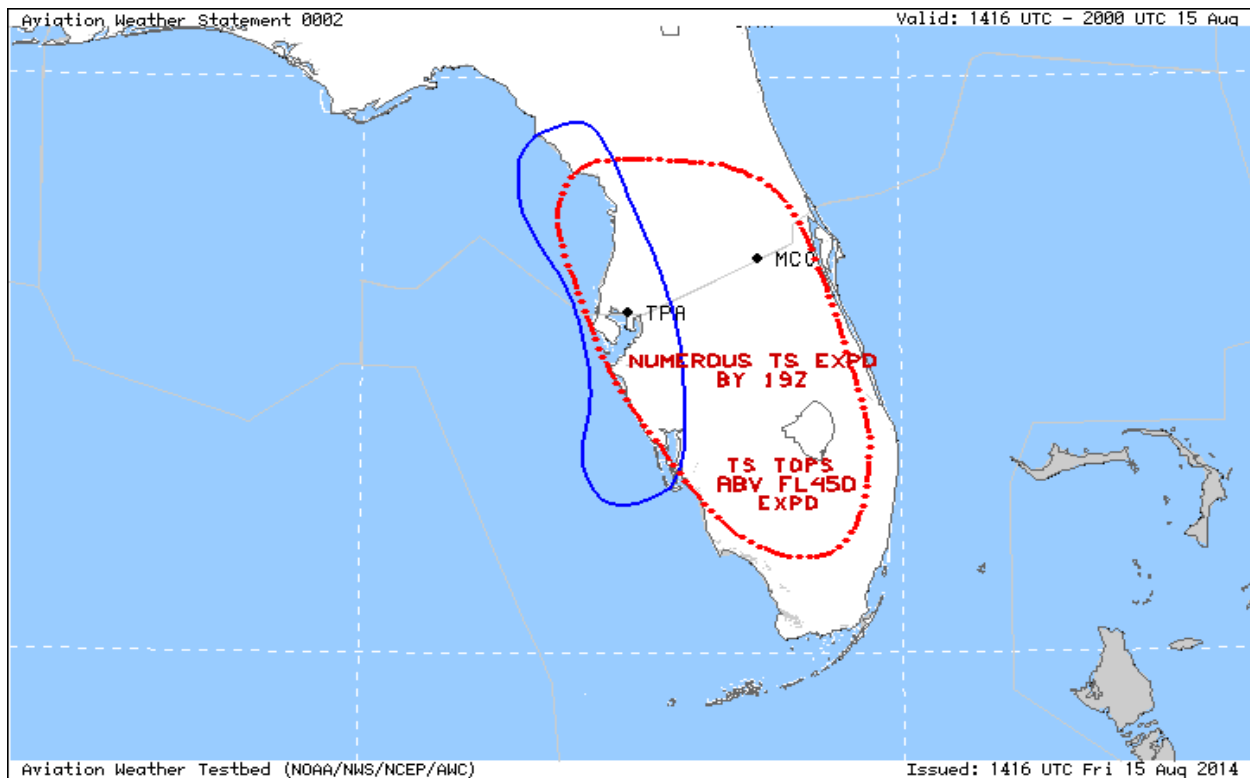 Aviation Weather Statement 0002
Valid: 1416 UTC - 2000 UTC 15 Aug
MCO
TPA
NUMEROUS TS EXPD
BY 19Z
TS TOPS
ABV FL450
EXPD
Aviation Weather Testbed (NOAA/NWS/NCEP/AWC)
Issued: 1416 UTC Fri 15 Aug 2014